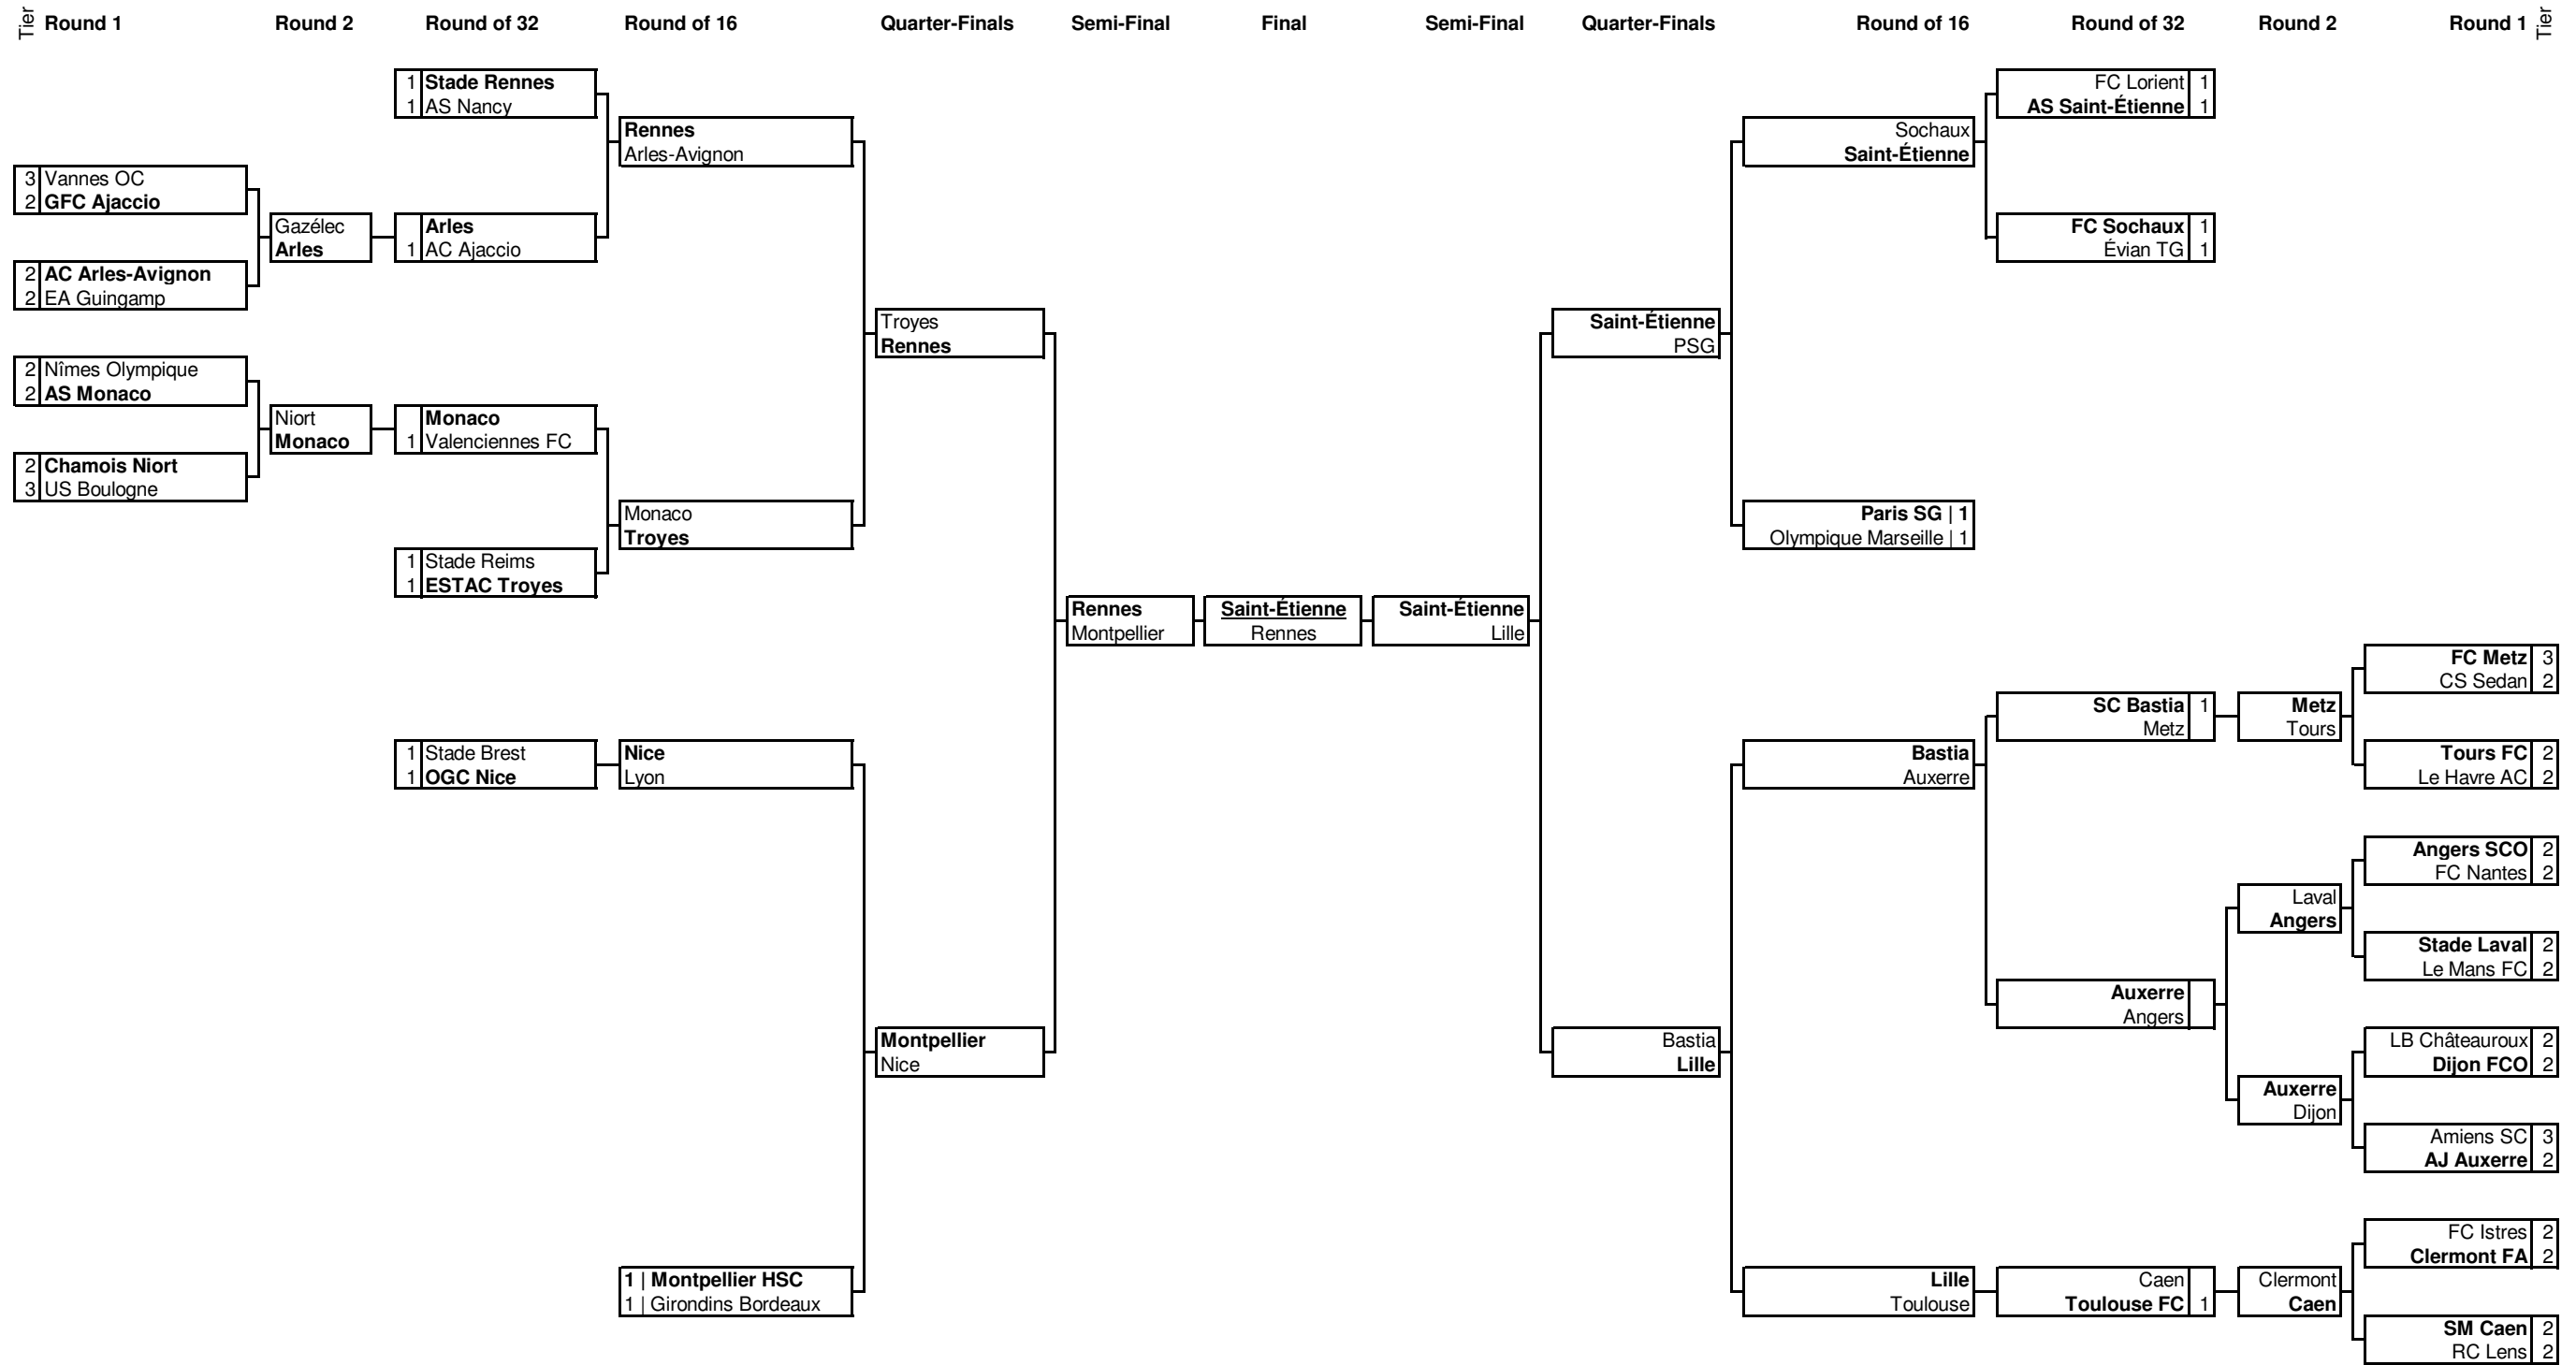 Tier Round 1 Round 2 Round of 32 Round of 16 Quarter-Finals Semi-Final Final Semi-Final Quarter-Finals Round of 16 Round of 32 Round 2 Round 1 Tier
3 Vannes OC
2 GFC Ajaccio
2 AC Arles-Avignon
2 EA Guingamp
2 Nîmes Olympique
2 AS Monaco
2 Chamois Niort
3 US Boulogne
Gazélec
Arles
Niort
Monaco
1 Stade Rennes
1 AS Nancy
Arles
1 AC Ajaccio
Monaco
1 Valenciennes FC
1 Stade Reims
1 ESTAC Troyes
1 Stade Brest
1 OGC Nice
Rennes
Arles-Avignon
Monaco
Troyes
Nice
Lyon
1 | Montpellier HSC
1 | Girondins Bordeaux
Troyes
Rennes
Montpellier
Nice
Rennes
Montpellier
Saint-Étienne
Rennes
Saint-Étienne
Lille
Saint-Étienne
PSG
Bastia
Lille
Sochaux
Saint-Étienne
Paris SG | 1
Olympique Marseille | 1
Bastia
Auxerre
Lille
Toulouse
FC Lorient 1
AS Saint-Étienne 1
FC Sochaux 1
Évian TG 1
SC Bastia 1
Metz
Auxerre
Angers
Caen
Toulouse FC 1
Metz
Tours
Laval
Angers
Auxerre
Dijon
Clermont
Caen
FC Metz 3
CS Sedan 2
Tours FC 2
Le Havre AC 2
Angers SCO 2
FC Nantes 2
Stade Laval 2
Le Mans FC 2
LB Châteauroux 2
Dijon FCO 2
Amiens SC 3
AJ Auxerre 2
FC Istres 2
Clermont FA 2
SM Caen 2
RC Lens 2